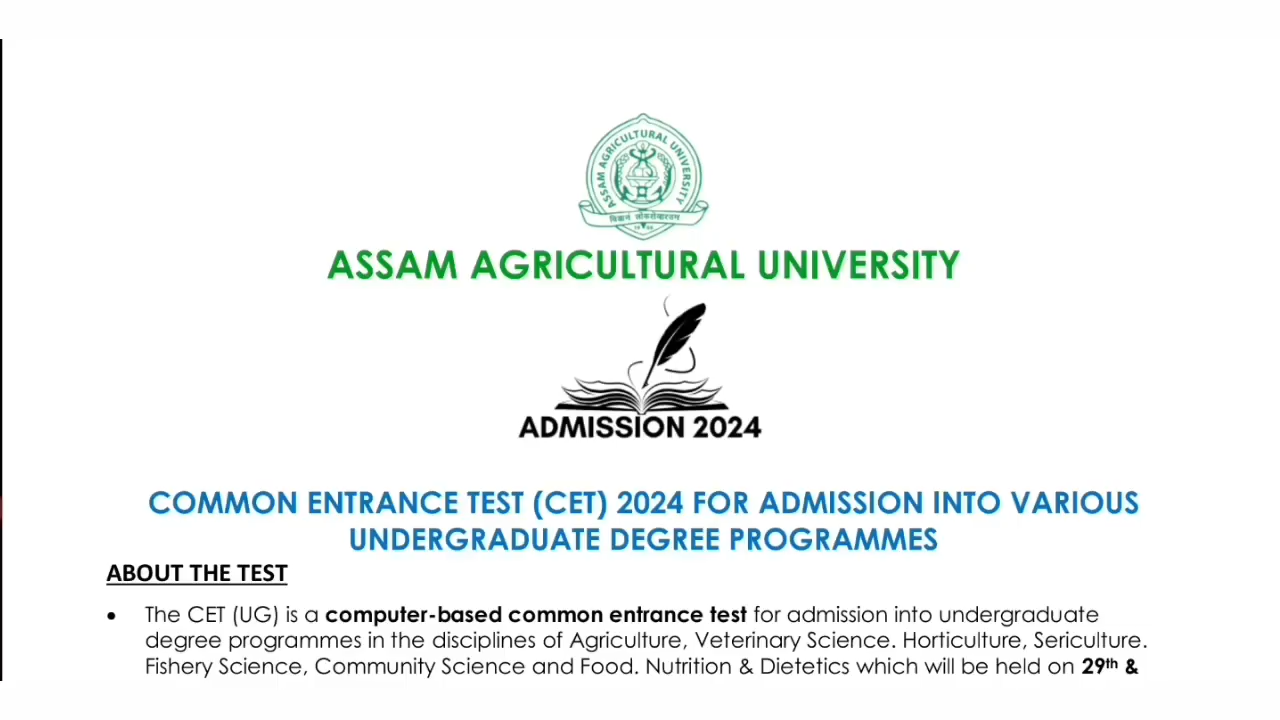 ASSAM AGRICULTURAL UNIVERSITY
ASSAM AGRICULTURAL UNIVERSITY
ADMISSION 2024
COMMON ENTRANCE TEST (CET) 2024 FOR ADMISSION INTO VARIOUS
UNDERGRADUATE DEGREE PROGRAMMES
ABOUT THE TEST
• The CET (UG) is a computer-based common entrance test for admission into undergraduate
degree programmes in the disciplines of Agriculture, Veterinary Science. Horticulture, Sericulture.
Fishery Science, Community Science and Food. Nutrition & Dietetics which will be held on 29th &